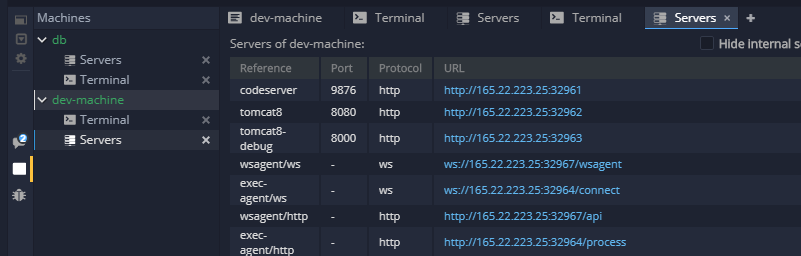 Machines
db
Servers
Terminal
dev-machine
Terminal
Servers
2
dev-machine Terminal Servers Terminal Servers
Servers of dev-machine: Hide internal se
Reference Port Protocol URL
codeserver 9876 http http://165.22.223.25:32961
tomcat8 8080 http http://165.22.223.25:32962
tomcat8-
debug 8000 http http://165.22.223.25:32963
wsagent/ws - ws ws://165.22.223.25:32967/wsagent
exec-
agent/ws - ws ws://165.22.223.25:32964/connect
wsagent/http - http http://165.22.223.25:32967/api
exec-
agent/http - http http://165.22.223.25:32964/process